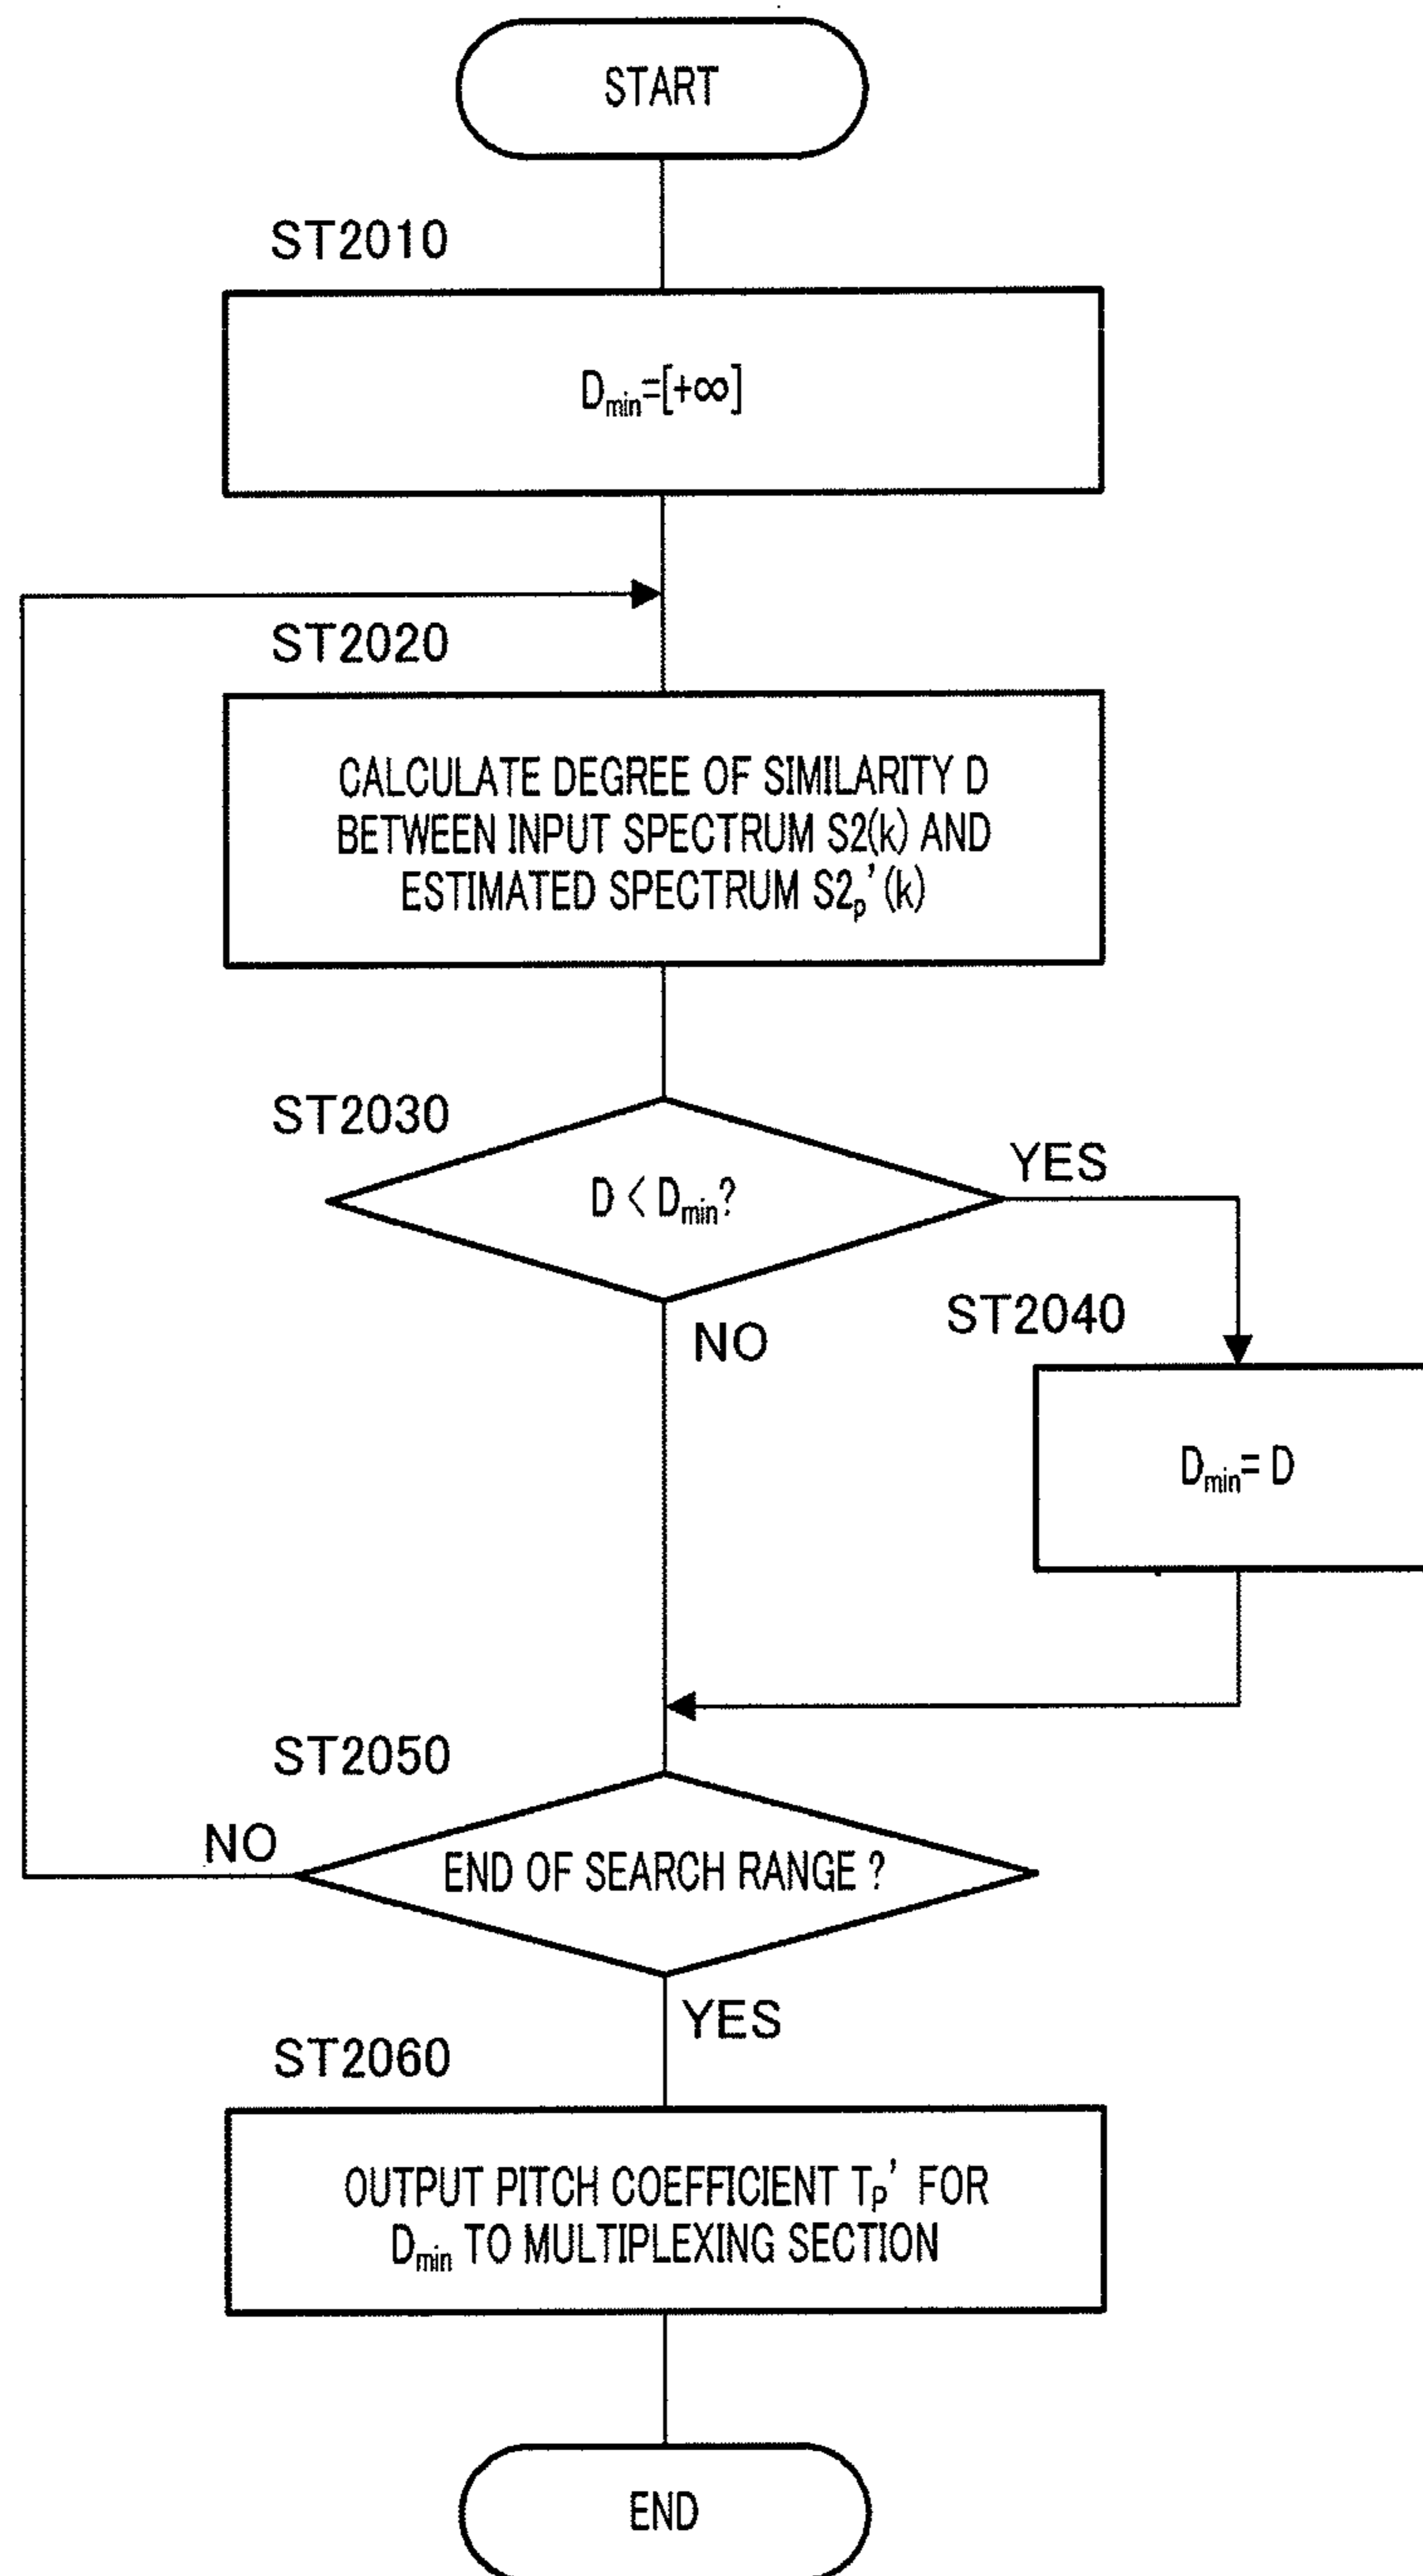 START
ST2010
Dmin=[+∞]
ST2020
CALCULATE DEGREE OF SIMILARITY D
BETWEEN INPUT SPECTRUM S2(k) AND
ESTIMATED SPECTRUM S2p'(k)
ST2030
D < Dmin?
YES
NO
ST2040
Dmin= D
ST2050
NO
END OF SEARCH RANGE ?
YES
ST2060
OUTPUT PITCH COEFFICIENT Tp' FOR
Dmin TO MULTIPLEXING SECTION
END